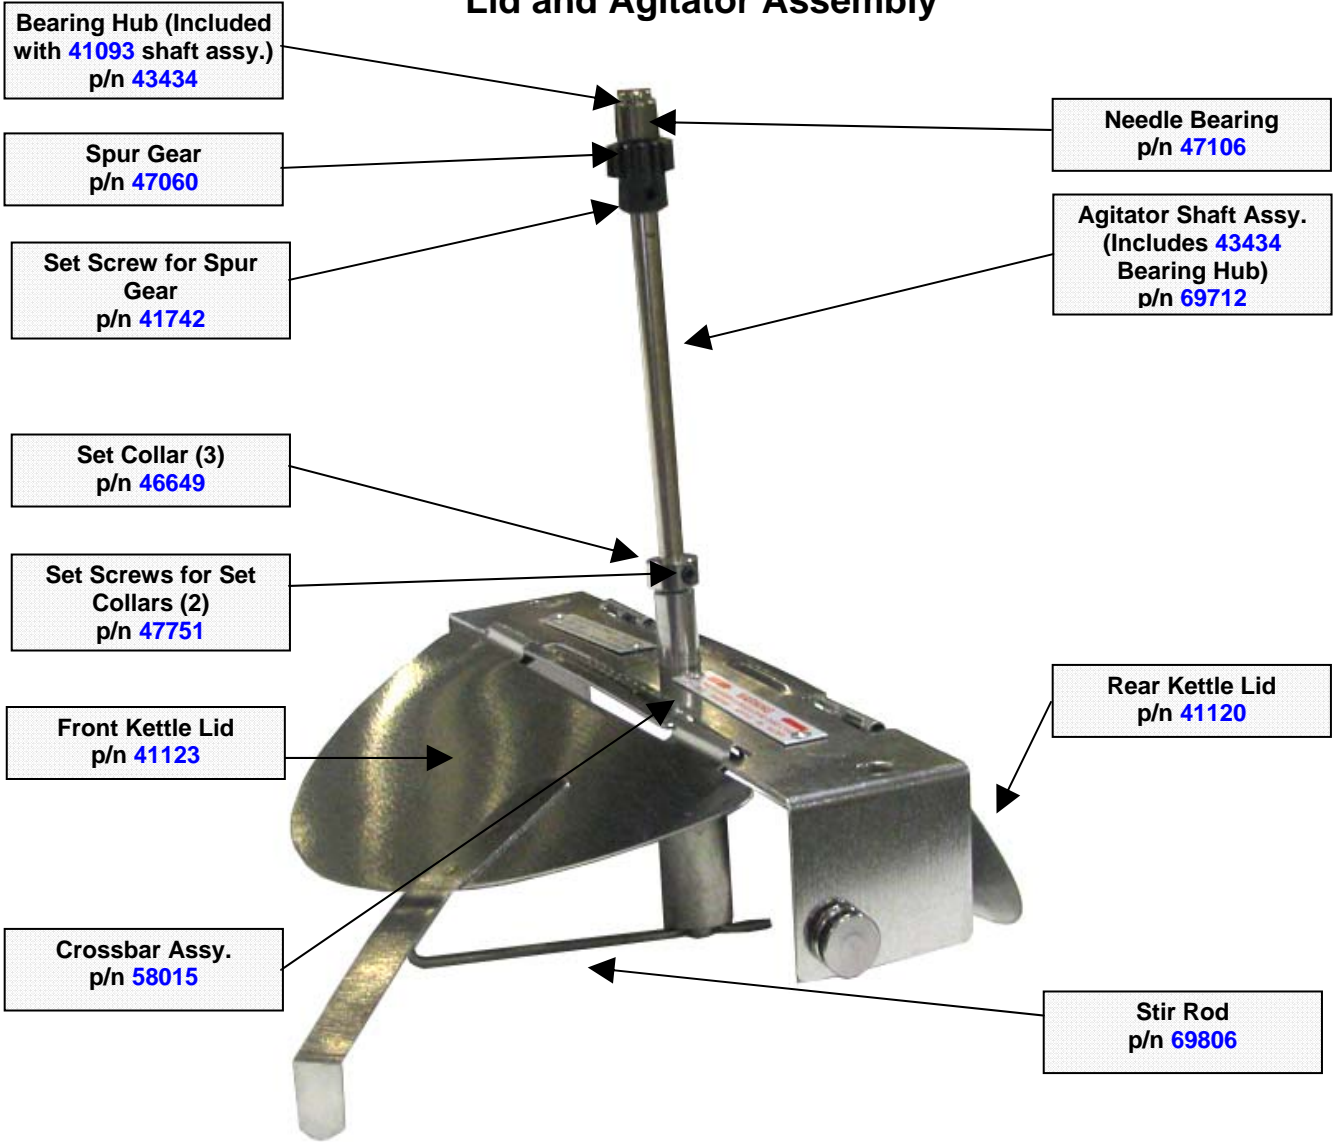 Lid and Agitator Assembly
Bearing Hub (Included
with 41093 shaft assy.)
p/n 43434
Spur Gear
p/n 47060
Set Screw for Spur
Gear
p/n 41742
Set Collar (3)
p/n 46649
Set Screws for Set
Collars (2)
p/n 47751
Front Kettle Lid
p/n 41123
Crossbar Assy.
p/n 58015
Needle Bearing
p/n 47106
Agitator Shaft Assy.
(Includes 43434
Bearing Hub)
p/n 69712
Rear Kettle Lid
p/n 41120
Stir Rod
p/n 69806